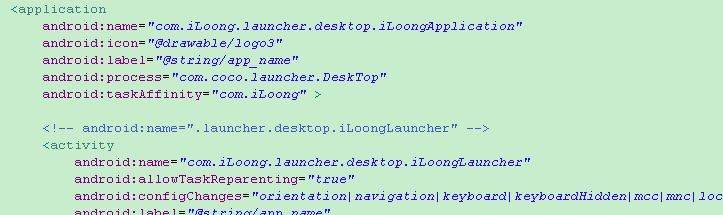 <application
android:name="com.iLoong.launcher.desktop.iLoongApplication"
android:icon="@drawable/logo3"
android:label="@string/app_name"
android:process="com.coco.launcher.DeskTop"
android:taskAffinity="com.iLoong" >
<!-- android:name=".launcher.desktop.iLoongLauncher" -->
<activity
android:name="com.iLoong.launcher.desktop.iLoongLauncher"
android:allowTaskReparenting="true"
android:configChanges="orientation|navigation|keyboard|keyboardHidden|mcc|mnc|loc
android:label="@string/app_name"